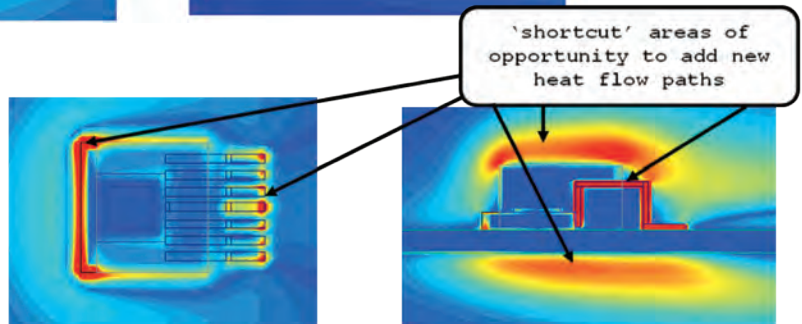 ‘shortcut’ areas of
opportunity to add new
heat flow paths